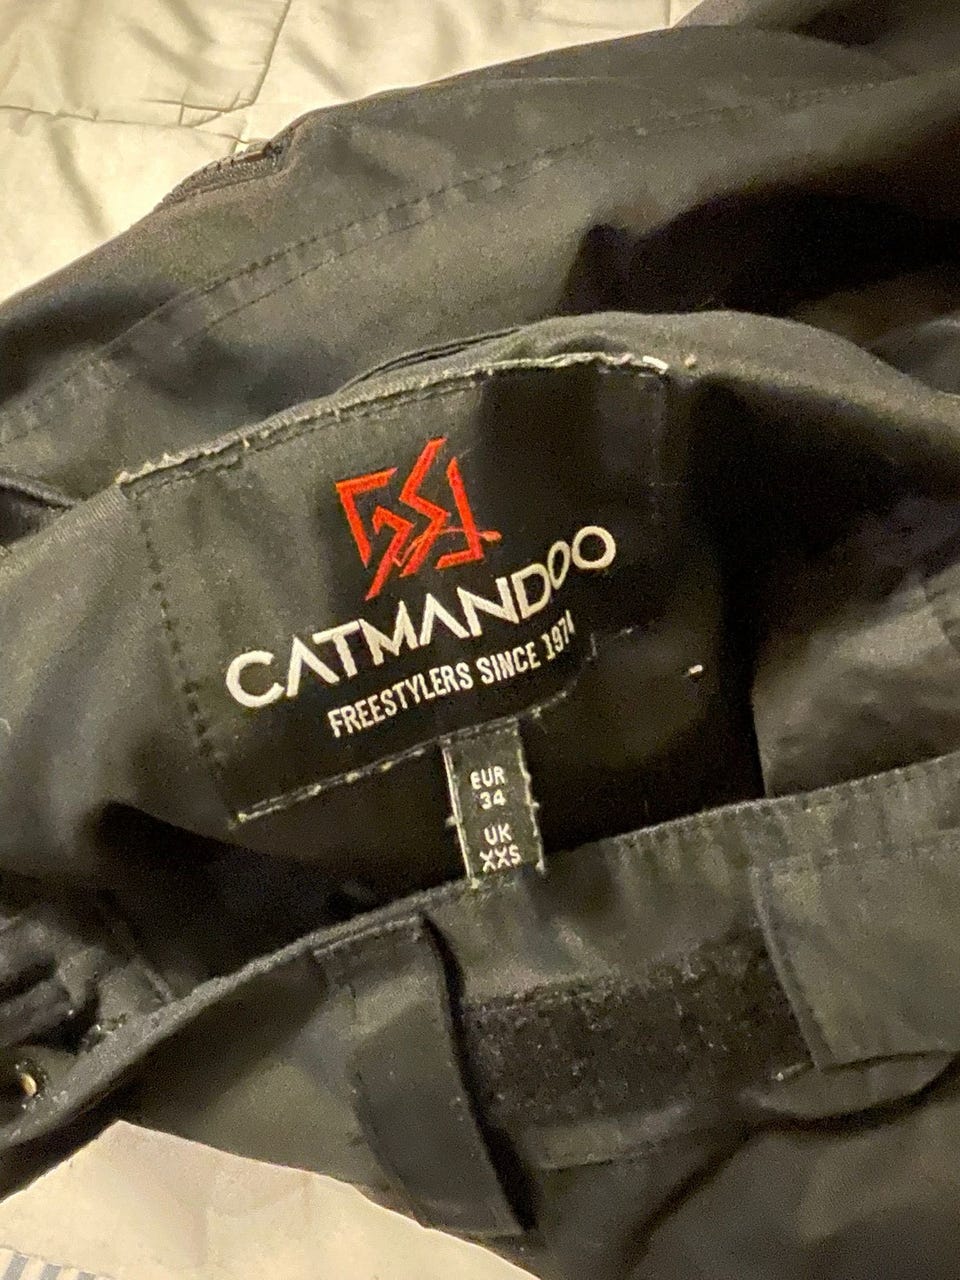 CATMANDOO
FREESTYLERS SINCE 1974
EUR
34
UK
XXS